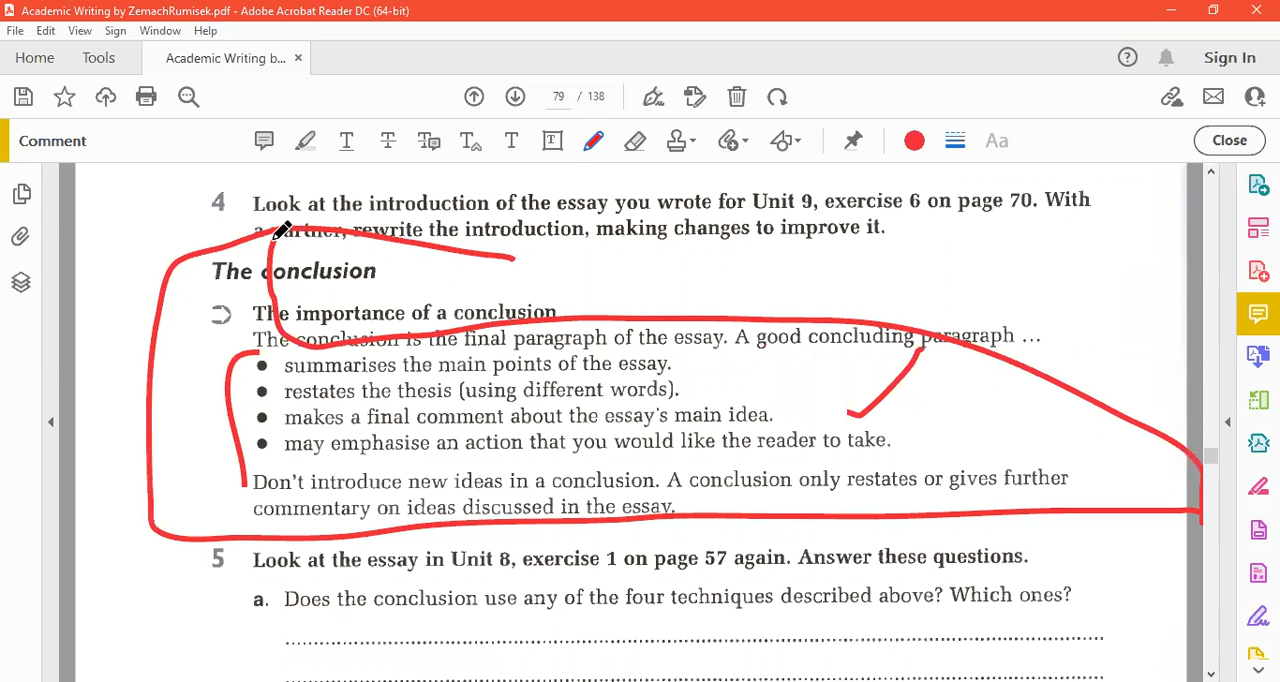 Academic Writing by ZemachRumisek.pdf - Adobe Acrobat Reader DC (64-bit)
File Edit View Sign Window Help
Home Tools Academic Writing b... × Sign In
79 / 138
Comment Aa Close
4 Look at the introduction of the essay you wrote for Unit 9, exercise 6 on page 70. With
a partner, rewrite the introduction, making changes to improve it.
The conclusion
The importance of a conclusion
The conclusion is the final paragraph of the essay. A good concluding paragraph …
• summarises the main points of the essay.
• restates the thesis (using different words).
• makes a final comment about the essay's main idea.
• may emphasise an action that you would like the reader to take.
Don't introduce new ideas in a conclusion. A conclusion only restates or gives further
commentary on ideas discussed in the essay.
5 Look at the essay in Unit 8, exercise 1 on page 57 again. Answer these questions.
a. Does the conclusion use any of the four techniques described above? Which ones?